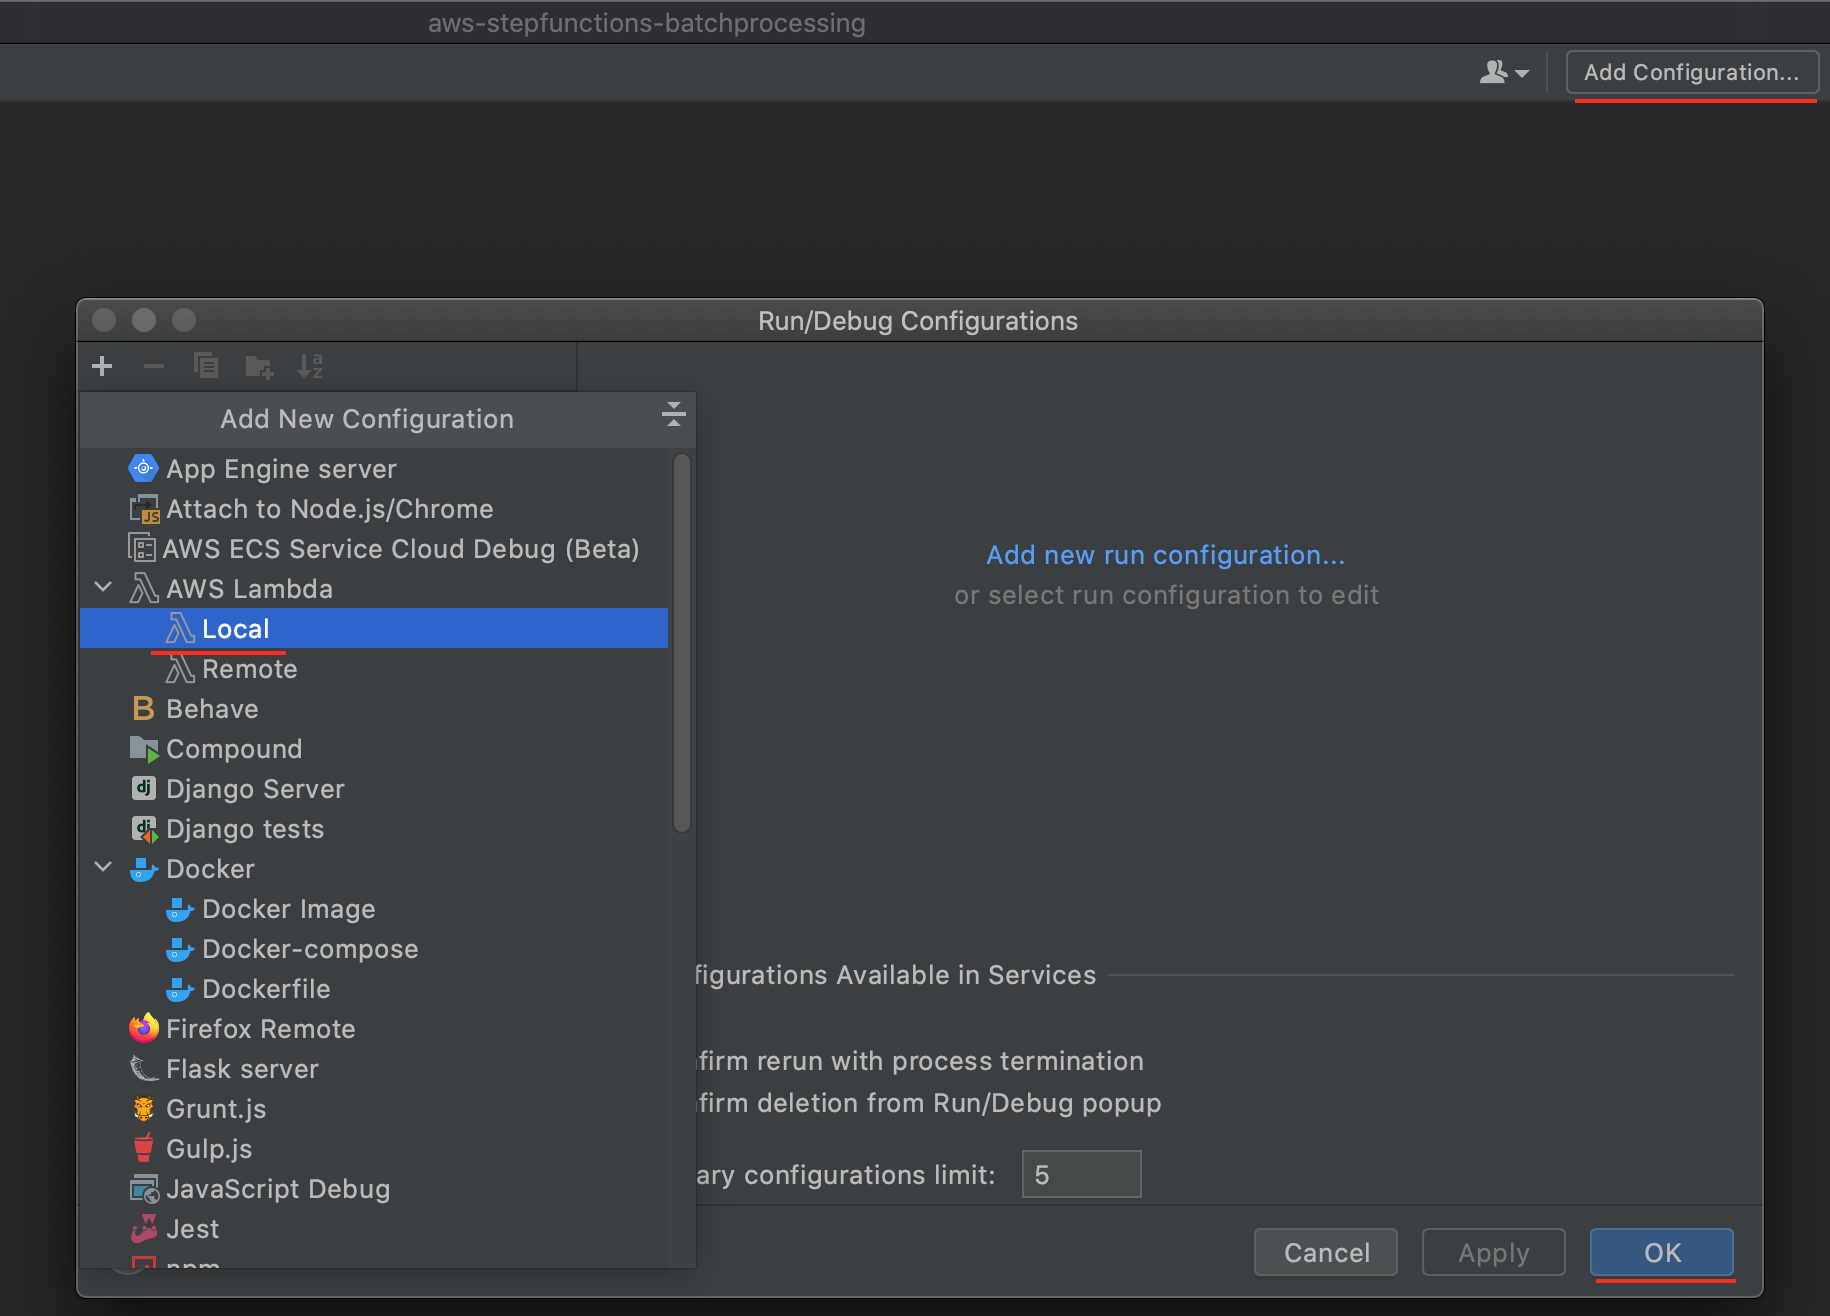 aws-stepfunctions-batchprocessing
Add Configuration...
Run/Debug Configurations
Add New Configuration
App Engine server
Attach to Node.js/Chrome
AWS ECS Service Cloud Debug (Beta)
AWS Lambda
Local
Remote
Behave
Compound
Django Server
Django tests
Docker
Docker Image
Docker-compose
Dockerfile
Firefox Remote
Flask server
Grunt.js
Gulp.js
JavaScript Debug
Jest
npm
Add new run configuration...
or select run configuration to edit
figurations Available in Services
firm rerun with process termination
firm deletion from Run/Debug popup
ary configurations limit: 5
Cancel
Apply
OK